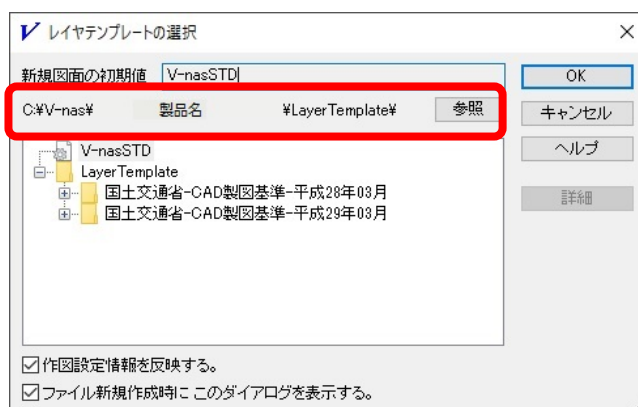 レイヤテンプレートの選択
新規図面の初期値 V-nasSTD
OK
C:¥V-nas¥ 製品名 ¥LayerTemplate¥ 参照
キャンセル
V-nasSTD
ヘルプ
LayerTemplate
国土交通省-CAD製図基準-平成28年03月
詳細
国土交通省-CAD製図基準-平成29年03月
作図設定情報を反映する。
ファイル新規作成時にこのダイアログを表示する。